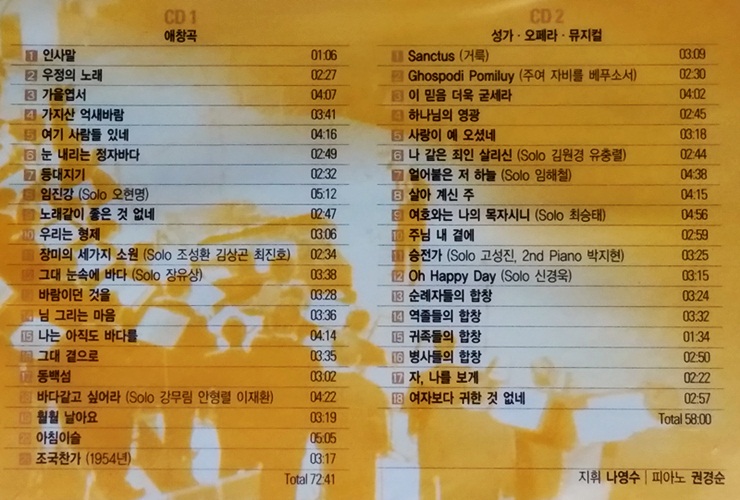 CD 1
애창곡
1 인사말 01:06
2 우정의 노래 02:27
3 가을엽서 04:07
4 가지산 억새바람 03:41
5 여기 사람들 있네 04:16
6 눈 내리는 정자바다 02:49
7 등대지기 02:32
8 임진강 (Solo 오현명) 05:12
9 노래같이 좋은 것 없네 02:47
10 우리는 형제 03:06
11 장미의 세가지 소원 (Solo 조성환 김상곤 최진호) 02:34
12 그대 눈속에 바다 (Solo 장유상) 03:38
13 바람이던 것을 03:28
14 님 그리는 마음 03:36
15 나는 아직도 바다를 04:14
16 그대 곁으로 03:35
17 동백섬 03:02
18 바다같고 싶어라 (Solo 강무림 안형렬 이재환) 04:22
19 훨훨 날아요 03:19
20 아침이슬 05:05
21 조국찬가 (1954년) 03:17
Total 72:41
CD 2
성가 · 오페라 · 뮤지컬
1 Sanctus (거룩) 03:09
2 Ghospodi Pomiluy (주여 자바를 베푸소서) 02:30
3 이 믿음 더욱 굳세라 04:02
4 하나님의 영광 02:45
5 사랑이 예 오셨네 03:18
6 나 같은 죄인 살리신 (Solo 김원경 유충렬) 02:44
7 얼어붙은 저 하늘 (Solo 임해철) 04:38
8 살아 계신 주 04:15
9 여호와는 나의 목자시니 (Solo 최승태) 04:56
10 주님 내 곁에 02:59
11 승전가 (Solo 고성진, 2nd Piano 박지현) 03:25
12 Oh Happy Day (Solo 신경욱) 03:15
13 순례자들의 합창 03:24
14 역졸들의 합창 03:32
15 귀족들의 합창 01:34
16 병사들의 합창 02:50
17 자, 나를 보게 02:22
18 여자보다 귀한 것 없네 02:57
Total 58:00
지휘 나영수 | 피아노 권경순